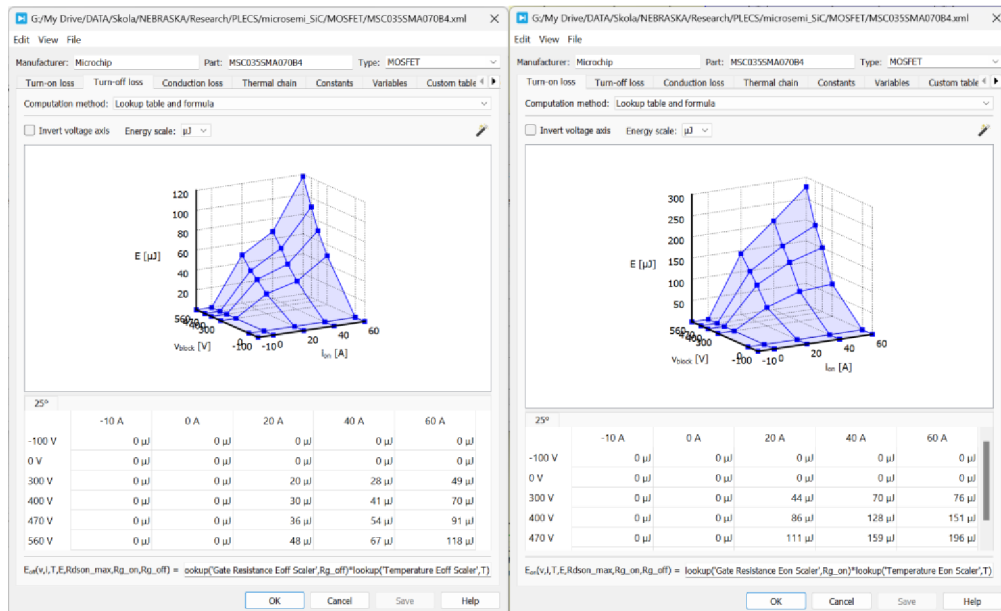 G:/My Drive/DATA/Skola/NEBRASKA/Research/PLECS/microsemi_SiC/MOSFET/MSC035SMA070B4.xml
Edit View File
Manufacturer: Microchip Part: MSC035SMA070B4 Type: MOSFET
Turn-on loss Turn-off loss Conduction loss Thermal chain Constants Variables Custom table
Computation method: Lookup table and formula
Invert voltage axis Energy scale: µJ
120
100
80
60
40
20
E [µJ]
560
470
400
300
0
-100
Vblock [V]
-10
0
20
40
60
Ion [A]
25°
-10 A 0 A 20 A 40 A 60 A
-100 V 0 µJ 0 µJ 0 µJ 0 µJ 0 µJ
0 V 0 µJ 0 µJ 0 µJ 0 µJ 0 µJ
300 V 0 µJ 0 µJ 20 µJ 28 µJ 49 µJ
400 V 0 µJ 0 µJ 30 µJ 41 µJ 70 µJ
470 V 0 µJ 0 µJ 36 µJ 54 µJ 91 µJ
560 V 0 µJ 0 µJ 48 µJ 67 µJ 118 µJ
Eoff(v,i,T,E,Rdson_max,Rg_on,Rg_off) = ookup('Gate Resistance Eoff Scaler',Rg_off)*lookup('Temperature Eoff Scaler',T)
OK Cancel Save Help
G:/My Drive/DATA/Skola/NEBRASKA/Research/PLECS/microsemi_SiC/MOSFET/MSC035SMA070B4.xml
Edit View File
Manufacturer: Microchip Part: MSC035SMA070B4 Type: MOSFET
Turn-on loss Turn-off loss Conduction loss Thermal chain Constants Variables Custom table
Computation method: Lookup table and formula
Invert voltage axis Energy scale: µJ
300
250
200
150
100
50
E [µJ]
560
470
400
300
0
-100
Vblock [V]
-10
0
20
40
60
Ion [A]
25°
-10 A 0 A 20 A 40 A 60 A
-100 V 0 µJ 0 µJ 0 µJ 0 µJ 0 µJ
0 V 0 µJ 0 µJ 0 µJ 0 µJ 0 µJ
300 V 0 µJ 0 µJ 44 µJ 70 µJ 76 µJ
400 V 0 µJ 0 µJ 86 µJ 128 µJ 151 µJ
470 V 0 µJ 0 µJ 111 µJ 159 µJ 196 µJ
Eon(v,i,T,E,Rdson_max,Rg_on,Rg_off) = lookup('Gate Resistance Eon Scaler',Rg_on)*lookup('Temperature Eon Scaler',T)
OK Cancel Save Help